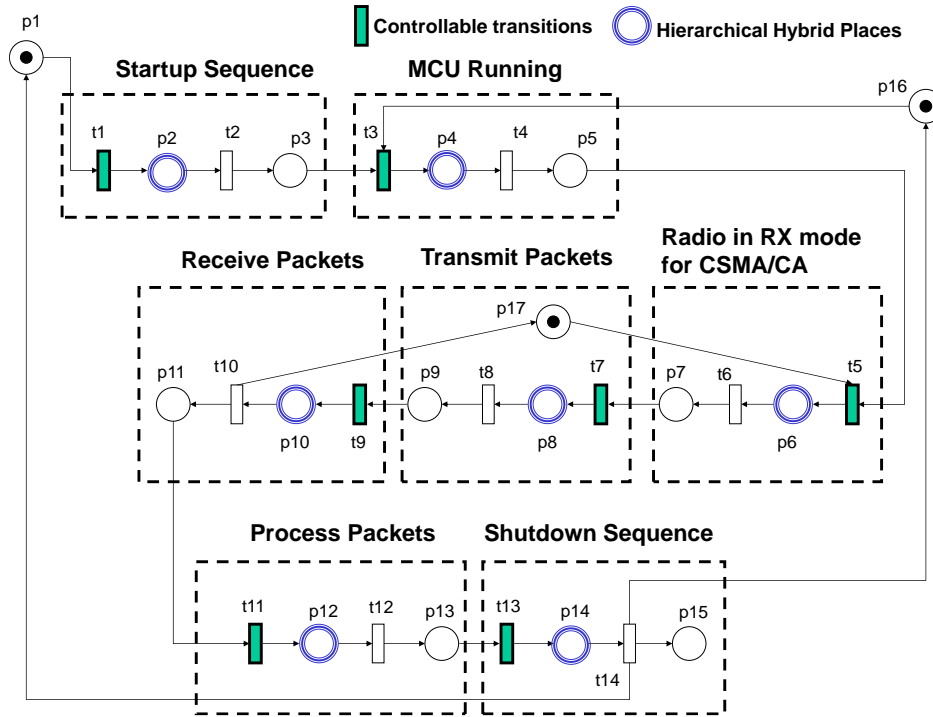 p1
Controllable transitions
Hierarchical Hybrid Places
Startup Sequence
MCU Running
p16
t1
p2
t2
p3
t3
p4
t4
p5
Receive Packets
Transmit Packets
Radio in RX mode
for CSMA/CA
p17
p11
t10
p10
t9
p9
t8
p8
t7
p7
t6
p6
t5
Process Packets
Shutdown Sequence
t11
p12
t12
p13
t13
p14
t14
p15